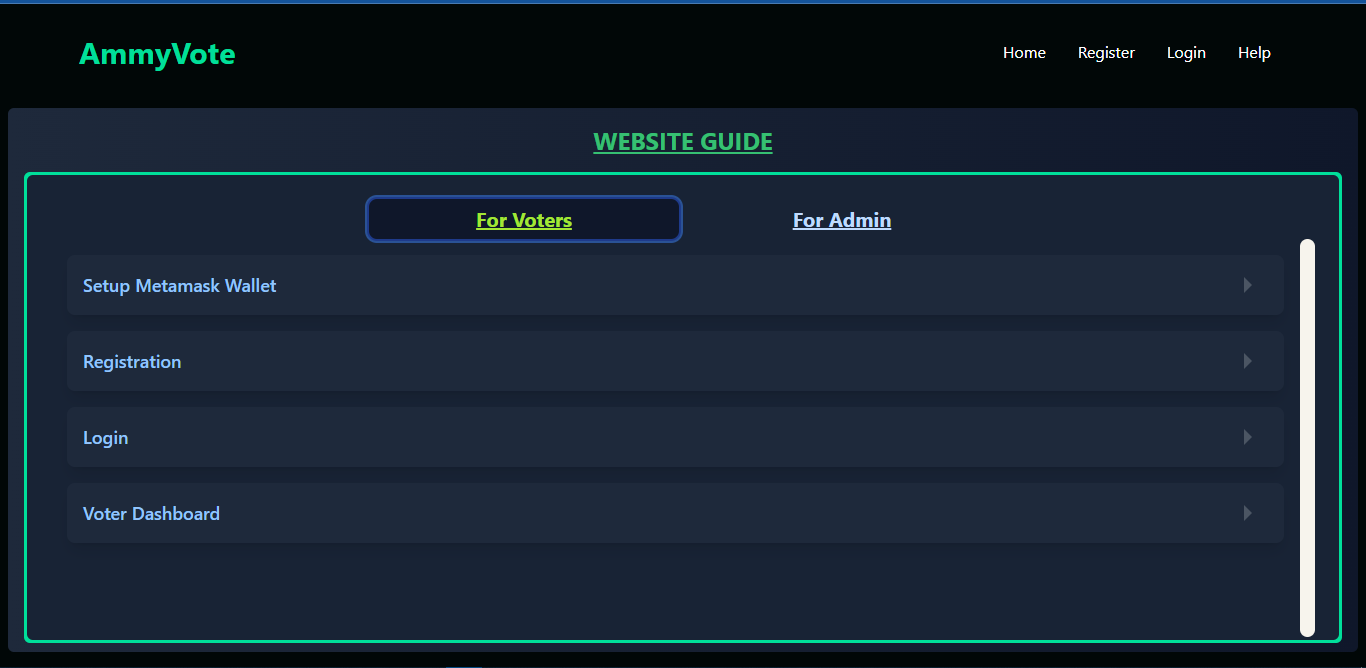 AmmyVote
Home Register Login Help
WEBSITE GUIDE
For Voters For Admin
Setup Metamask Wallet
Registration
Login
Voter Dashboard